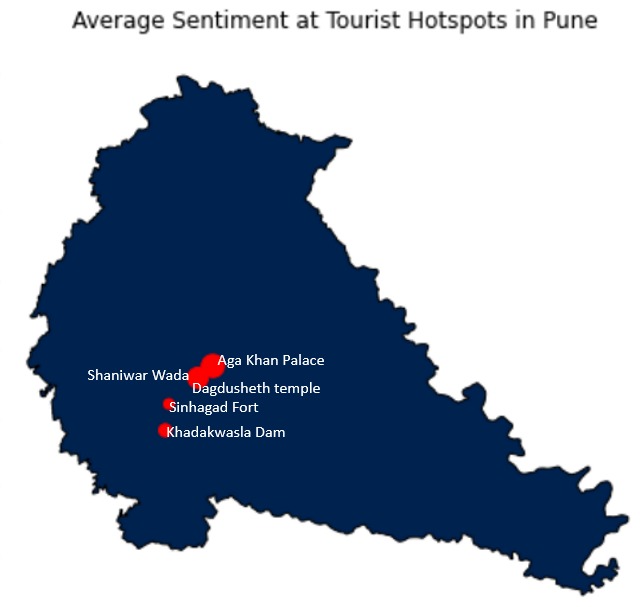 Average Sentiment at Tourist Hotspots in Pune
Aga Khan Palace
Shaniwar Wada
Dagdusheth temple
Sinhagad Fort
Khadakwasla Dam